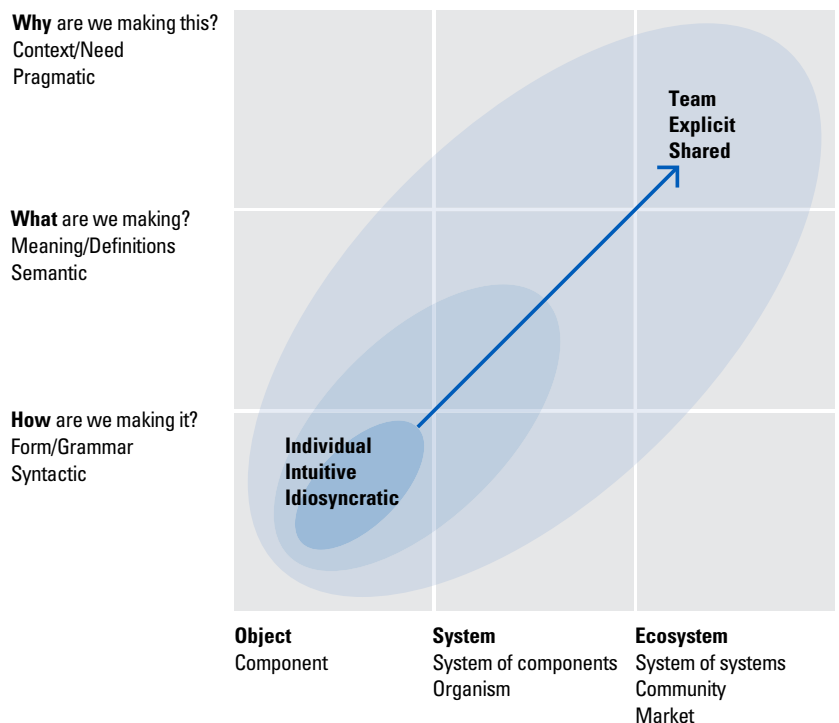 Why are we making this?
Context/Need
Pragmatic
Team
Explicit
Shared
What are we making?
Meaning/Definitions
Semantic
How are we making it?
Form/Grammar
Syntactic
Individual
Intuitive
Idiosyncratic
Object
Component
System
System of components
Organism
Ecosystem
System of systems
Community
Market